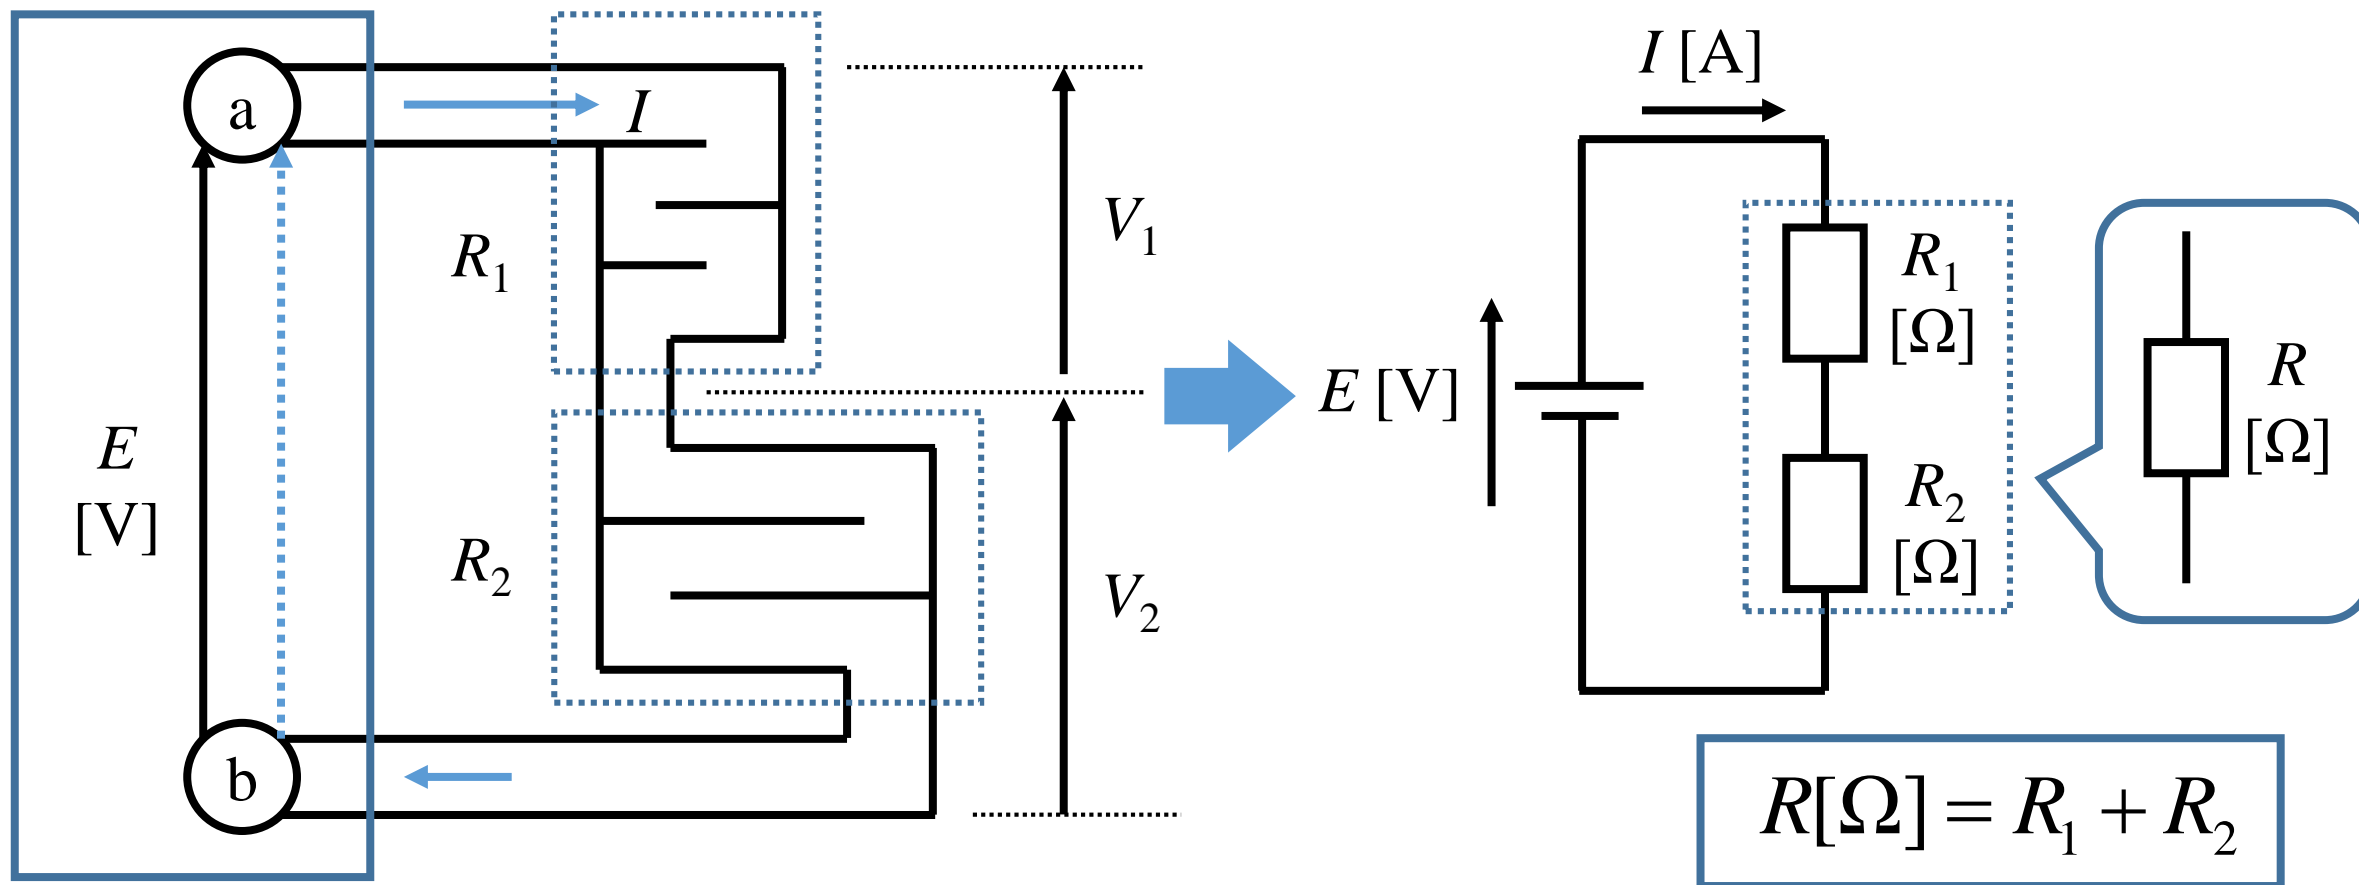 a
I
R₁
V₁
E
[V]
R₂
V₂
b
I [A]
E [V]
R₁
[Ω]
R₂
[Ω]
R
[Ω]
R[Ω] = R₁ + R₂